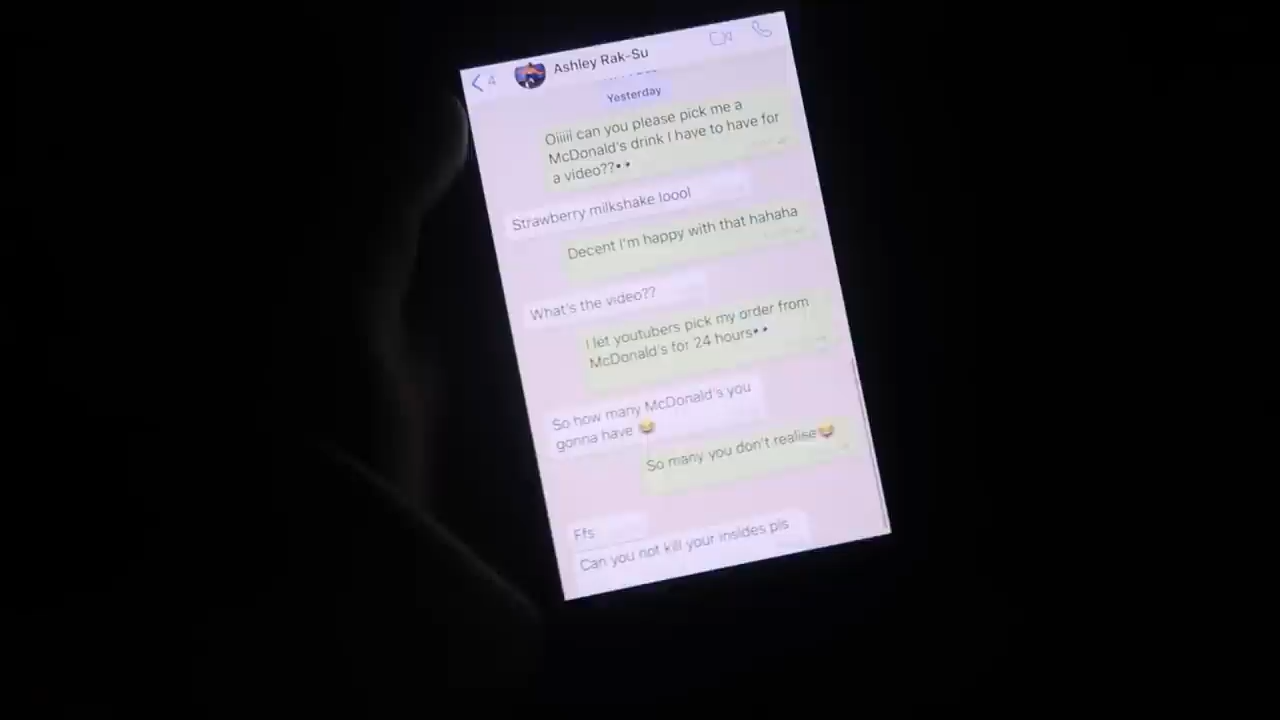 4
Ashley Rak-Su
Yesterday
Oiiiii can you please pick me a
McDonald's drink I have to have for
a video??••
Strawberry milkshake loool
Decent I'm happy with that hahaha
What's the video??
I let youtubers pick my order from
McDonald's for 24 hours••
So how many McDonald's you
gonna have 😂
So many you don't realise😂
Ffs
Can you not kill your insides pls